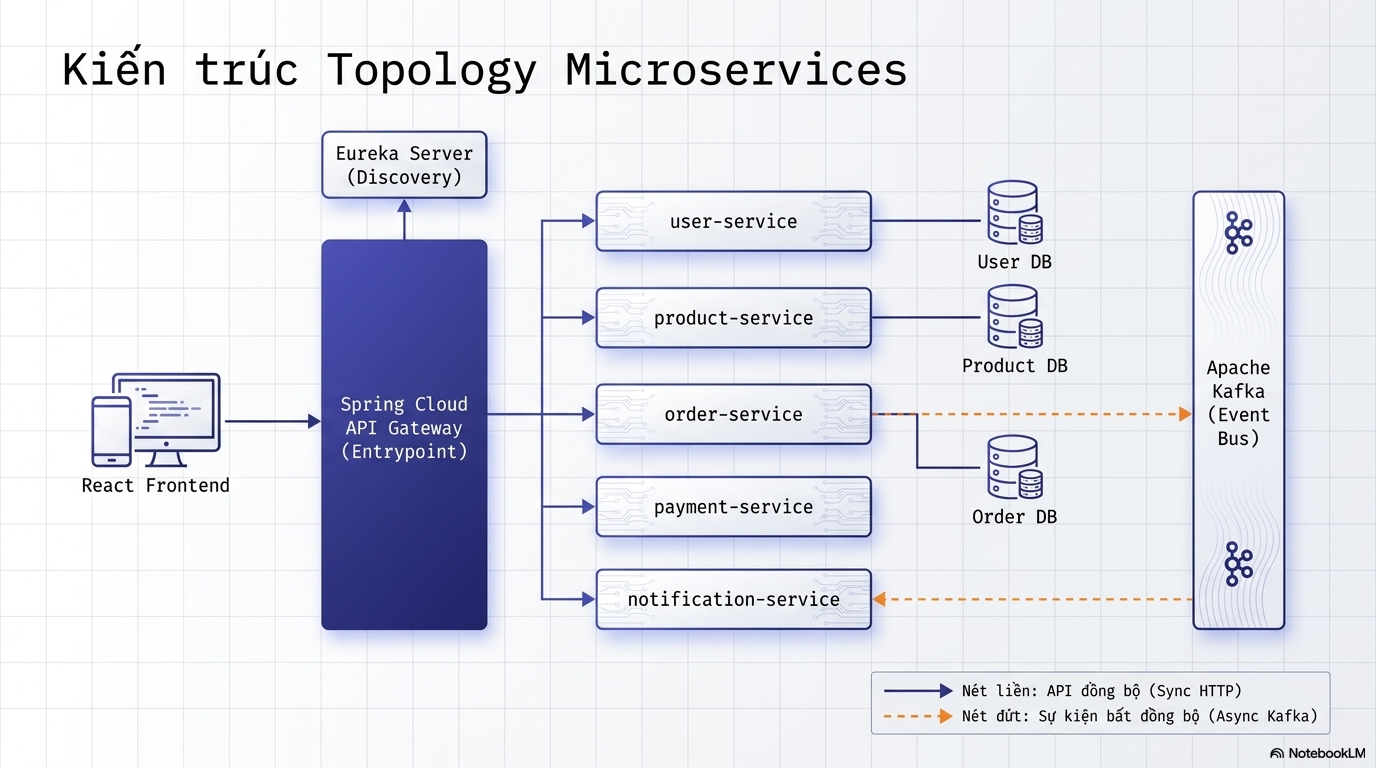 Kiến trúc Topology Microservices
Eureka Server
(Discovery)
user-service
User DB
product-service
Product DB
React Frontend
Spring Cloud
API Gateway
(Entrypoint)
order-service
Order DB
payment-service
notification-service
Apache
Kafka
(Event
Bus)
Nét liền: API đồng bộ (Sync HTTP)
Nét đứt: Sự kiện bất đồng bộ (Async Kafka)
NotebookLM